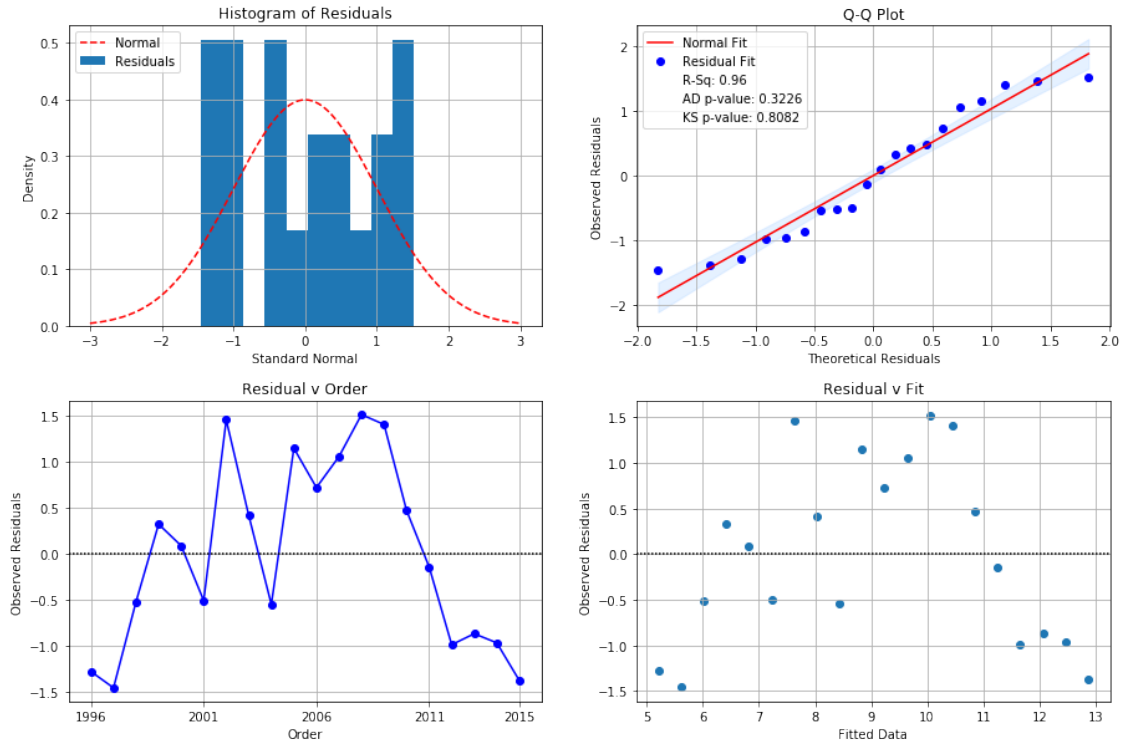 Histogram of Residuals
Normal
Residuals
0.5
0.4
0.3
0.2
0.1
0.0
Density
−3
−2
−1
0
1
2
3
Standard Normal
Q-Q Plot
Normal Fit
Residual Fit
R-Sq: 0.96
AD p-value: 0.3226
KS p-value: 0.8082
2
1
0
−1
−2
Observed Residuals
−2.0
−1.5
−1.0
−0.5
0.0
0.5
1.0
1.5
2.0
Theoretical Residuals
Residual v Order
1.5
1.0
0.5
0.0
−0.5
−1.0
−1.5
Observed Residuals
1996
2001
2006
2011
2015
Order
Residual v Fit
1.5
1.0
0.5
0.0
−0.5
−1.0
−1.5
Observed Residuals
5
6
7
8
9
10
11
12
13
Fitted Data